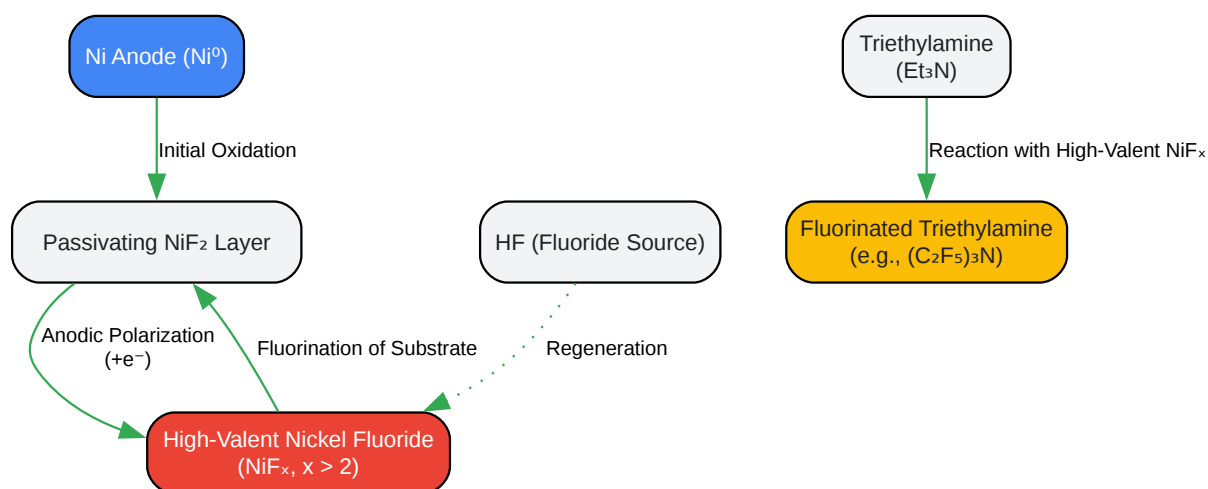 Ni Anode (Ni⁰)
Triethylamine
(Et₃N)
Initial Oxidation
Reaction with High-Valent NiFₓ
Passivating NiF₂ Layer
HF (Fluoride Source)
Fluorinated Triethylamine
(e.g., (C₂F₅)₃N)
Anodic Polarization
(+e⁻)
Fluorination of Substrate
Regeneration
High-Valent Nickel Fluoride
(NiFₓ, x > 2)